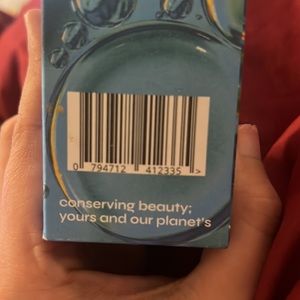 0 794712 412335 >
conserving beauty;
yours and our planet's